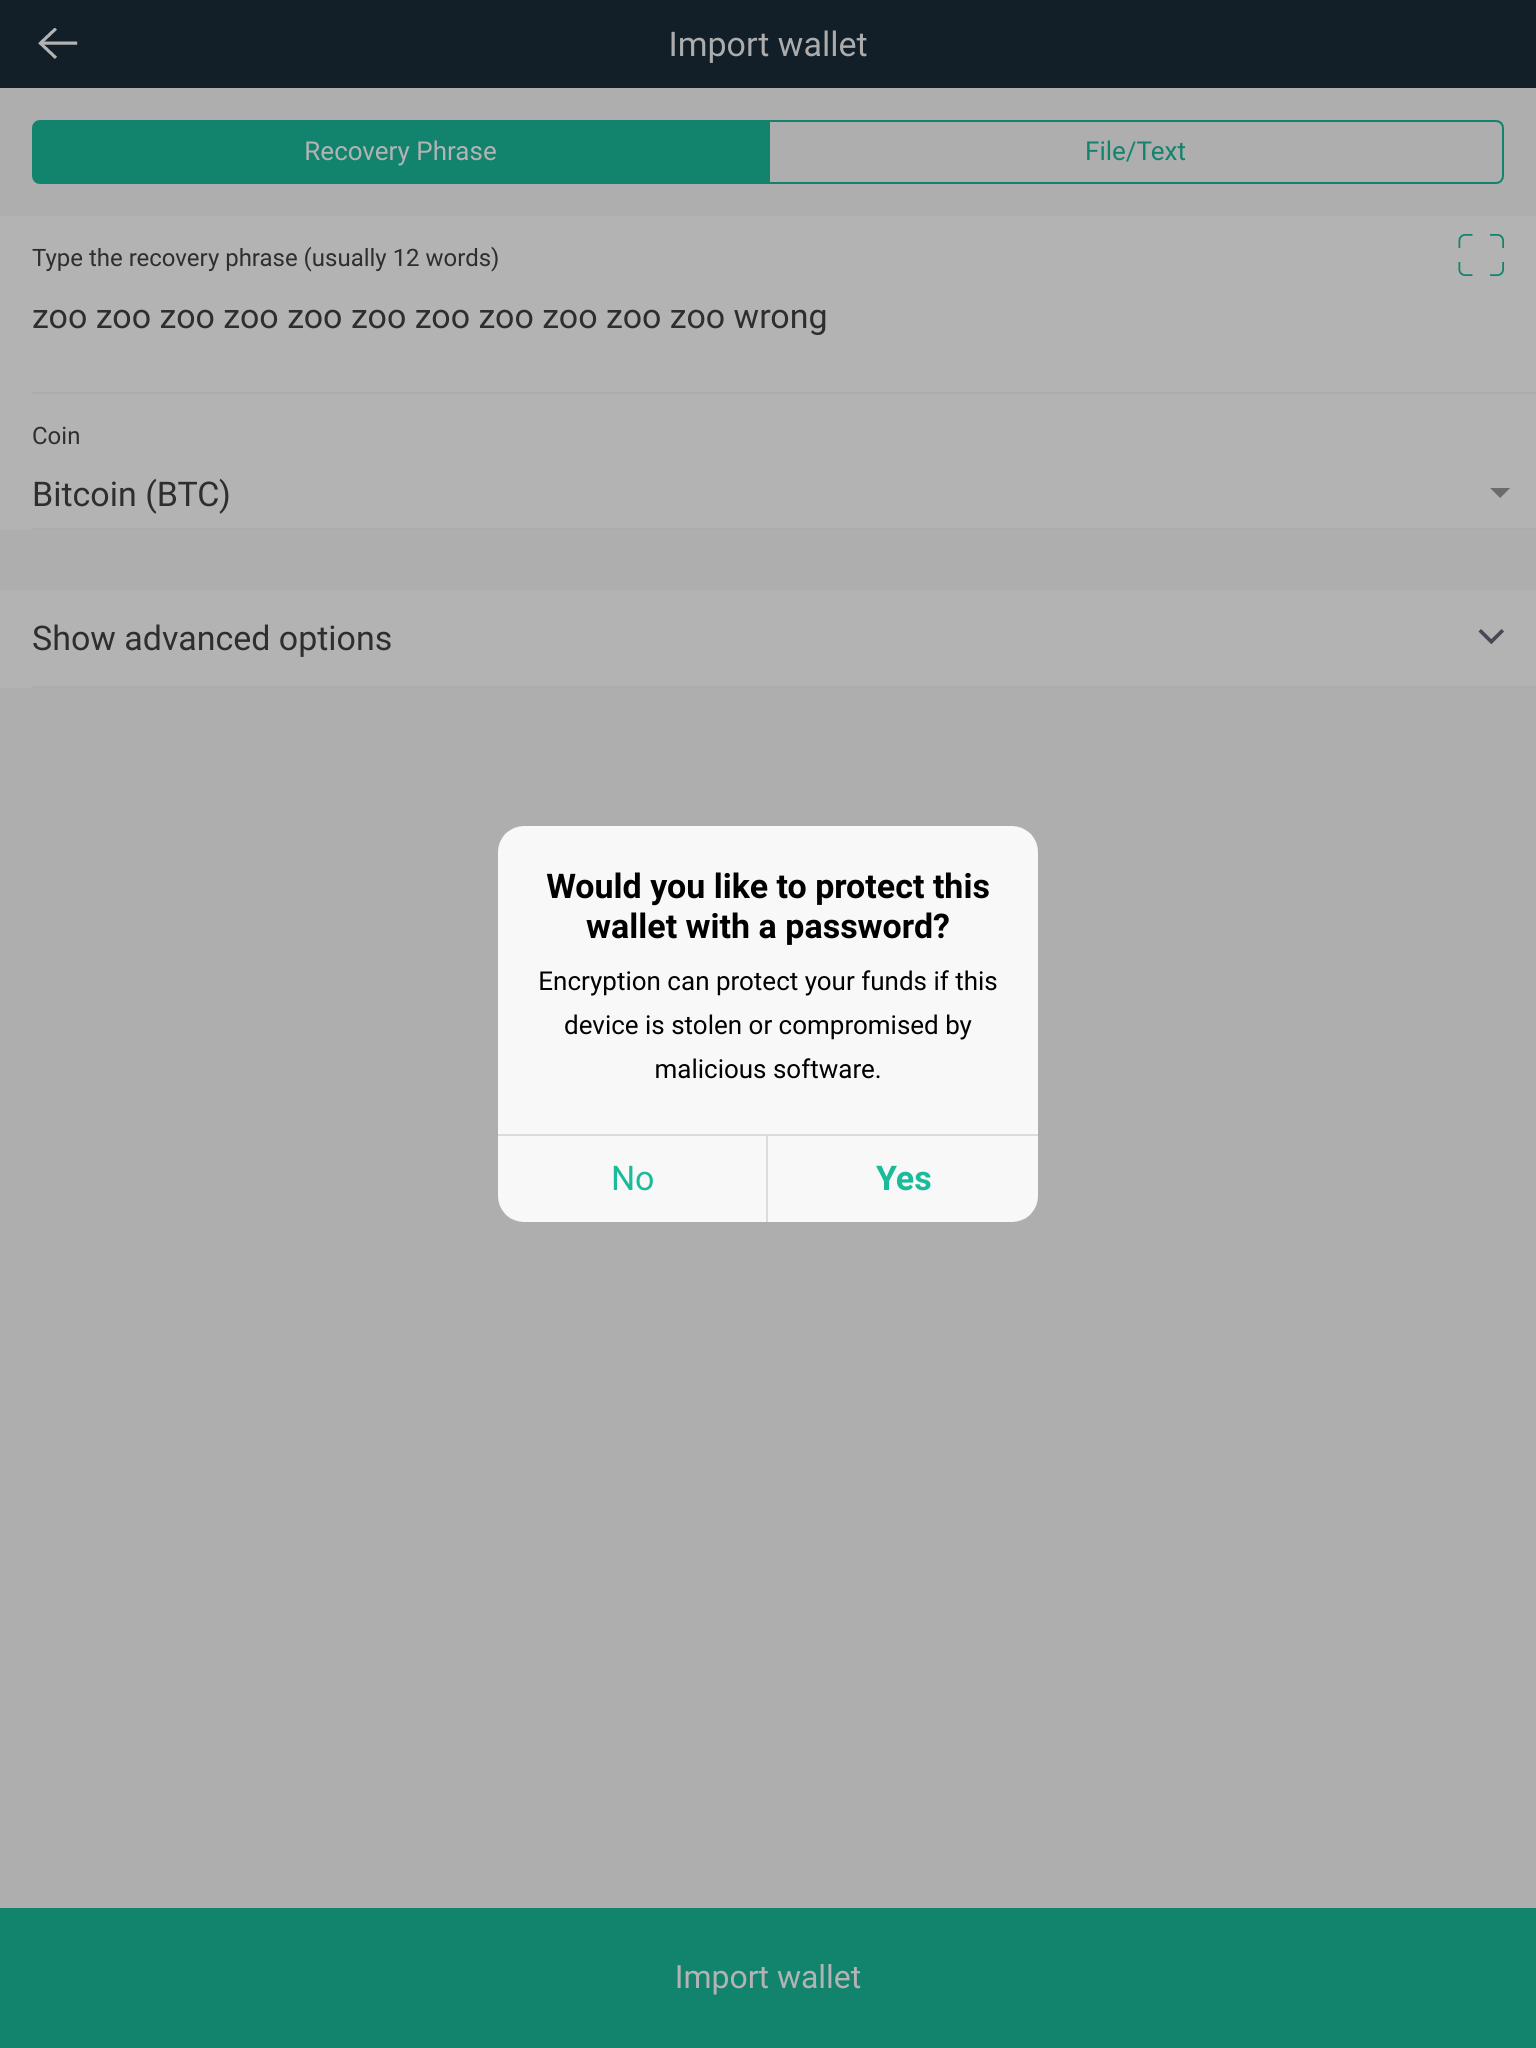 Import wallet
Recovery Phrase
File/Text
Type the recovery phrase (usually 12 words)
zoo zoo zoo zoo zoo zoo zoo zoo zoo zoo zoo wrong
Coin
Bitcoin (BTC)
Show advanced options
Would you like to protect this
wallet with a password?
Encryption can protect your funds if this
device is stolen or compromised by
malicious software.
No
Yes
Import wallet